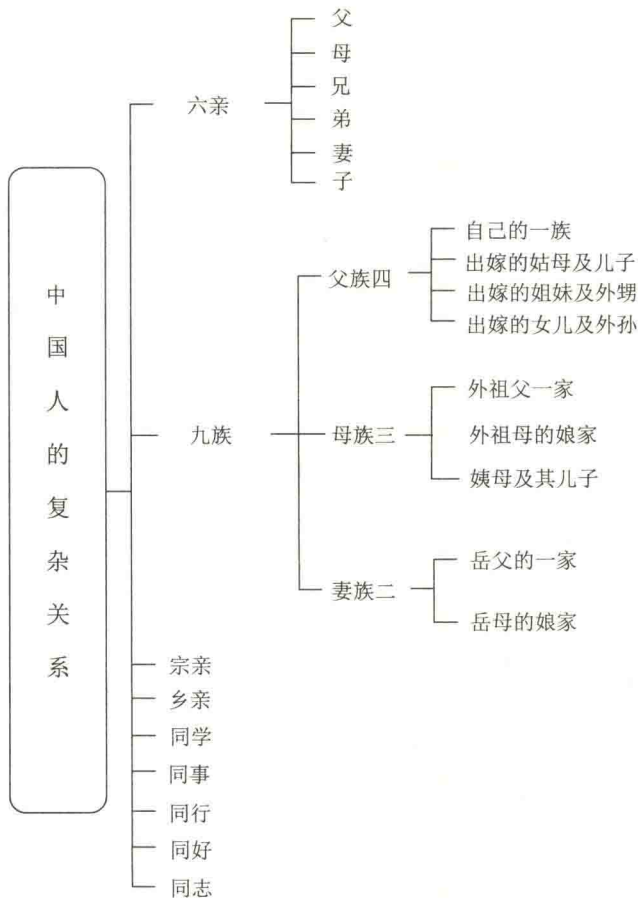 中国人的复杂关系
六亲
父
母
兄
弟
妻
子
九族
父族四
自己的一族
出嫁的姑母及儿子
出嫁的姐妹及外甥
出嫁的女儿及外孙
母族三
外祖父一家
外祖母的娘家
姨母及其儿子
妻族二
岳父的一家
岳母的娘家
宗亲
乡亲
同学
同事
同行
同好
同志